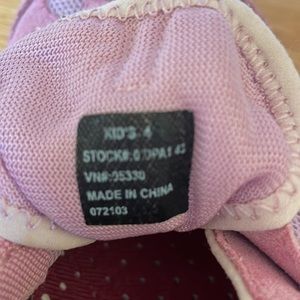 KID'S 4
STOCK#:
VN#:05330
MADE IN CHINA
072103